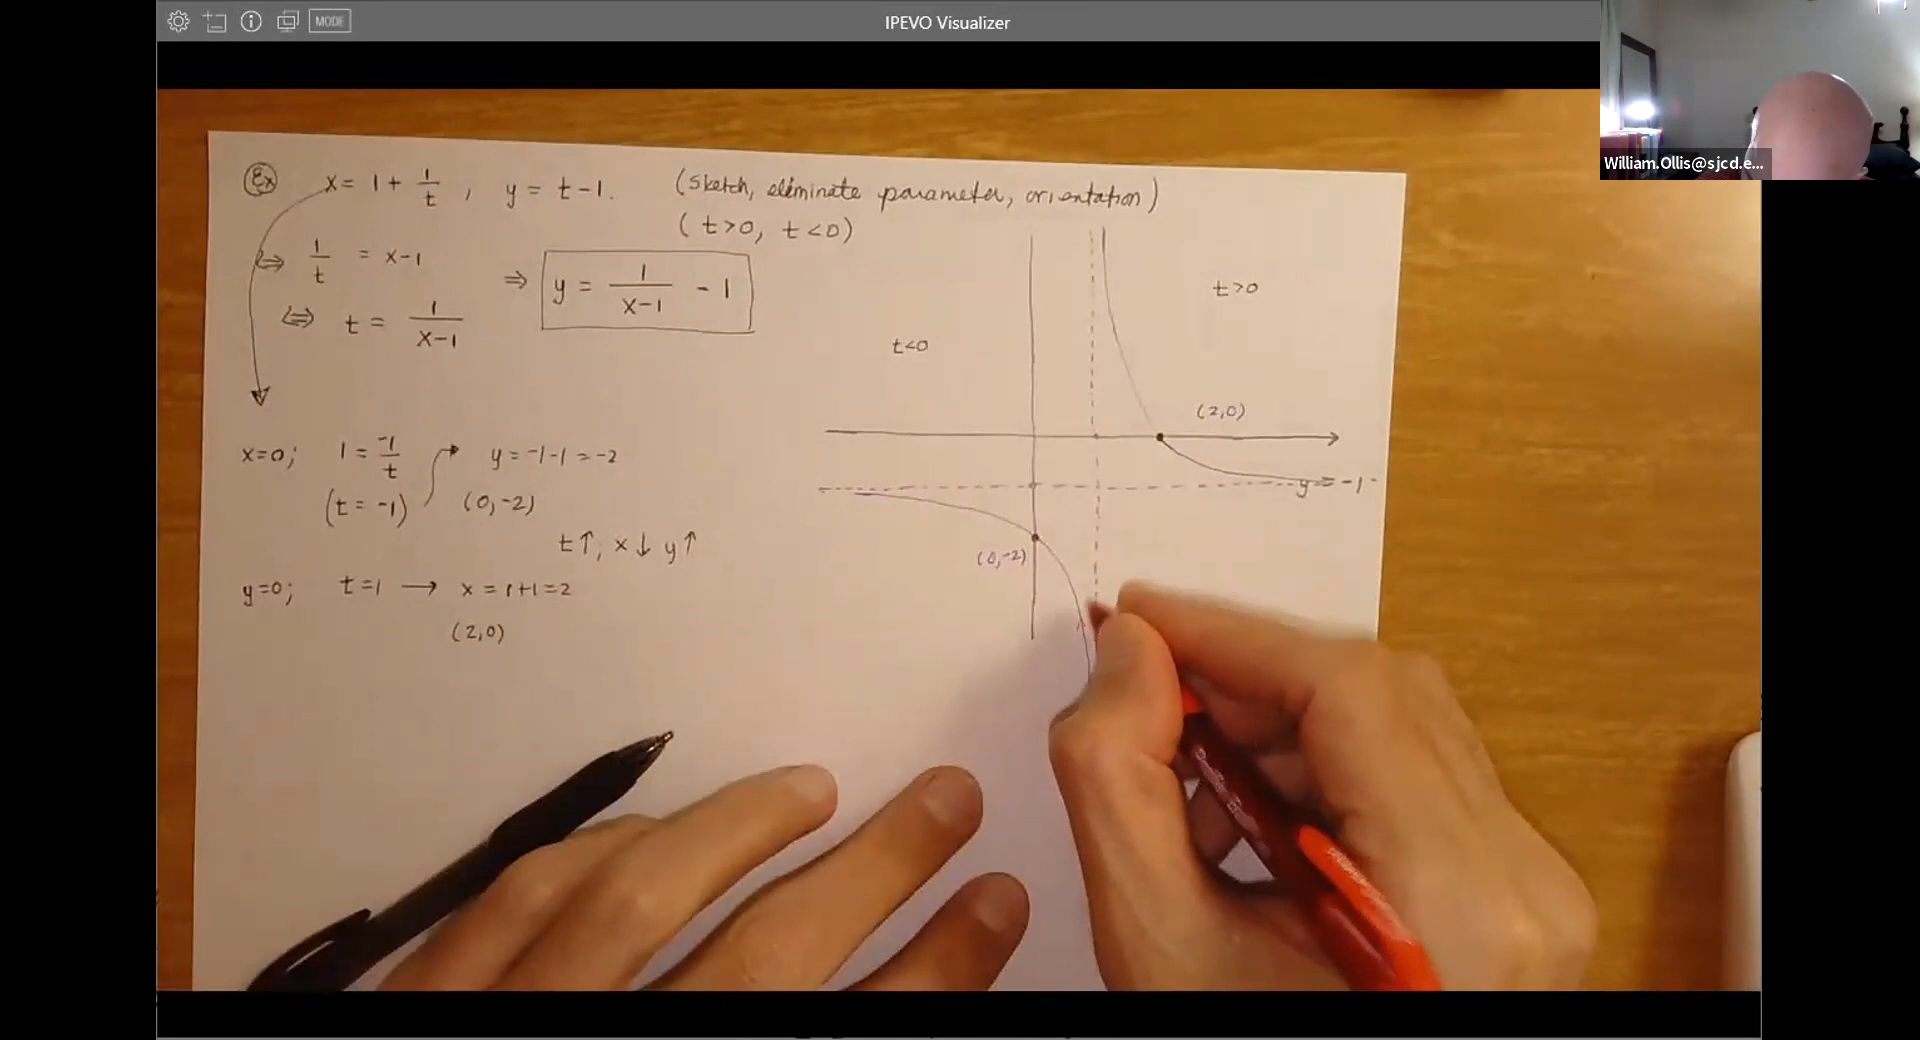 MODE
IPEVO Visualizer
William.Ollis@sjcd.e...
Ex x = 1 + 1/t , y = t - 1. (sketch, eliminate parameter, orientation)
(t>0, t<0)
⇔ 1/t = x-1
⇒ y = 1/(x-1) - 1
⇔ t = 1/(x-1)
t>0
t<0
(2,0)
y = -1
(0,-2)
x=0; 1 = -1/t y = -1-1 = -2
(t = -1) (0,-2)
t↑, x↓ y↑
y=0; t=1 → x = 1+1=2
(2,0)